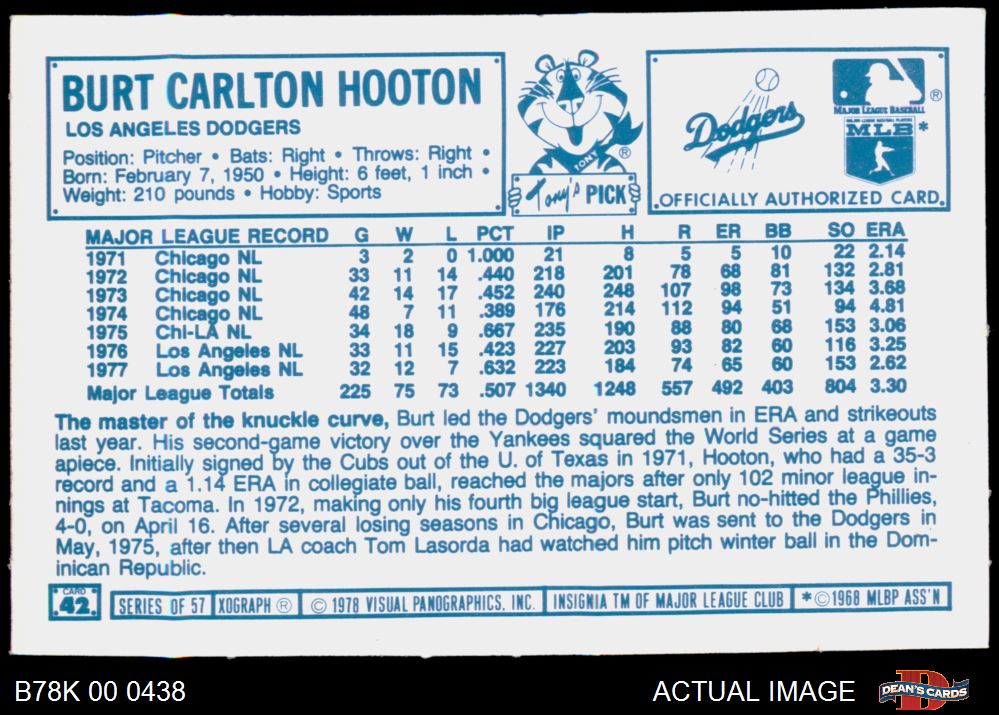 BURT CARLTON HOOTON
LOS ANGELES DODGERS
Position: Pitcher • Bats: Right • Throws: Right •
Born: February 7, 1950 • Height: 6 feet, 1 inch •
Weight: 210 pounds • Hobby: Sports
TONY
®
Tony's PICK
Dodgers
®
MAJOR LEAGUE BASEBALL
MAJOR LEAGUE BASEBALL PLAYERS
MLB *
OFFICIALLY AUTHORIZED CARD
MAJOR LEAGUE RECORD G W L PCT IP H R ER BB SO ERA
1971 Chicago NL 3 2 0 1.000 21 8 5 5 10 22 2.14
1972 Chicago NL 33 11 14 .440 218 201 78 68 81 132 2.81
1973 Chicago NL 42 14 17 .452 240 248 107 98 73 134 3.68
1974 Chicago NL 48 7 11 .389 176 214 112 94 51 94 4.81
1975 Chi-LA NL 34 18 9 .667 235 190 88 80 68 153 3.06
1976 Los Angeles NL 33 11 15 .423 227 203 93 82 60 116 3.25
1977 Los Angeles NL 32 12 7 .632 223 184 74 65 60 153 2.62
Major League Totals 225 75 73 .507 1340 1248 557 492 403 804 3.30
The master of the knuckle curve, Burt led the Dodgers' moundsmen in ERA and strikeouts
last year. His second-game victory over the Yankees squared the World Series at a game
apiece. Initially signed by the Cubs out of the U. of Texas in 1971, Hooton, who had a 35-3
record and a 1.14 ERA in collegiate ball, reached the majors after only 102 minor league in-
nings at Tacoma. In 1972, making only his fourth big league start, Burt no-hitted the Phillies,
4-0, on April 16. After several losing seasons in Chicago, Burt was sent to the Dodgers in
May, 1975, after then LA coach Tom Lasorda had watched him pitch winter ball in the Dom-
inican Republic.
CARD
42
SERIES OF 57 XOGRAPH ® © 1978 VISUAL PANOGRAPHICS, INC. INSIGNIA TM OF MAJOR LEAGUE CLUB *©1968 MLBP ASS'N
B78K 00 0438
ACTUAL IMAGE
D
DEAN'S CARDS